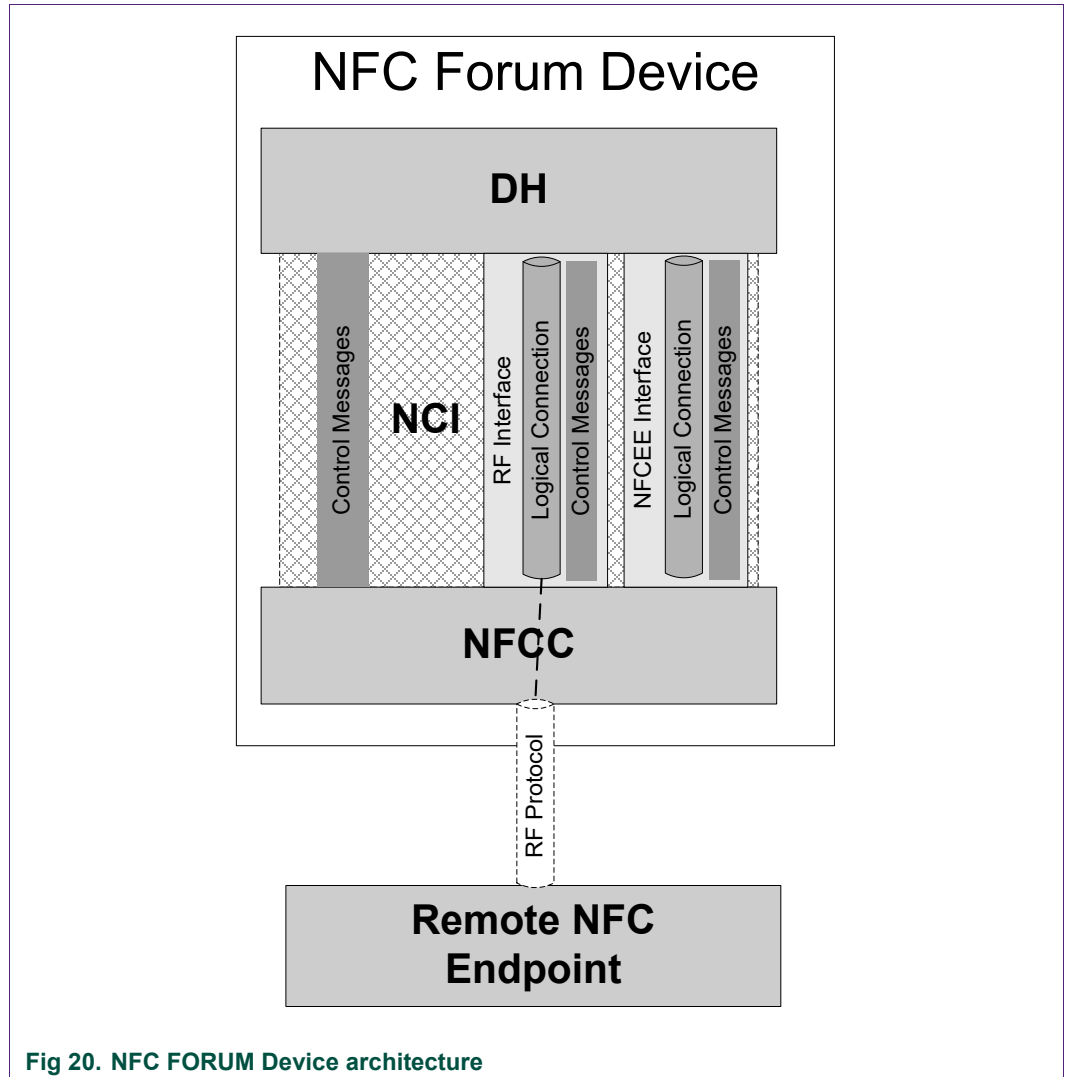 NFC Forum Device
DH
Control Messages
NCI
RF Interface
Logical Connection
Control Messages
NFCEE Interface
Logical Connection
Control Messages
NFCC
RF Protocol
Remote NFC
Endpoint
Fig 20. NFC FORUM Device architecture